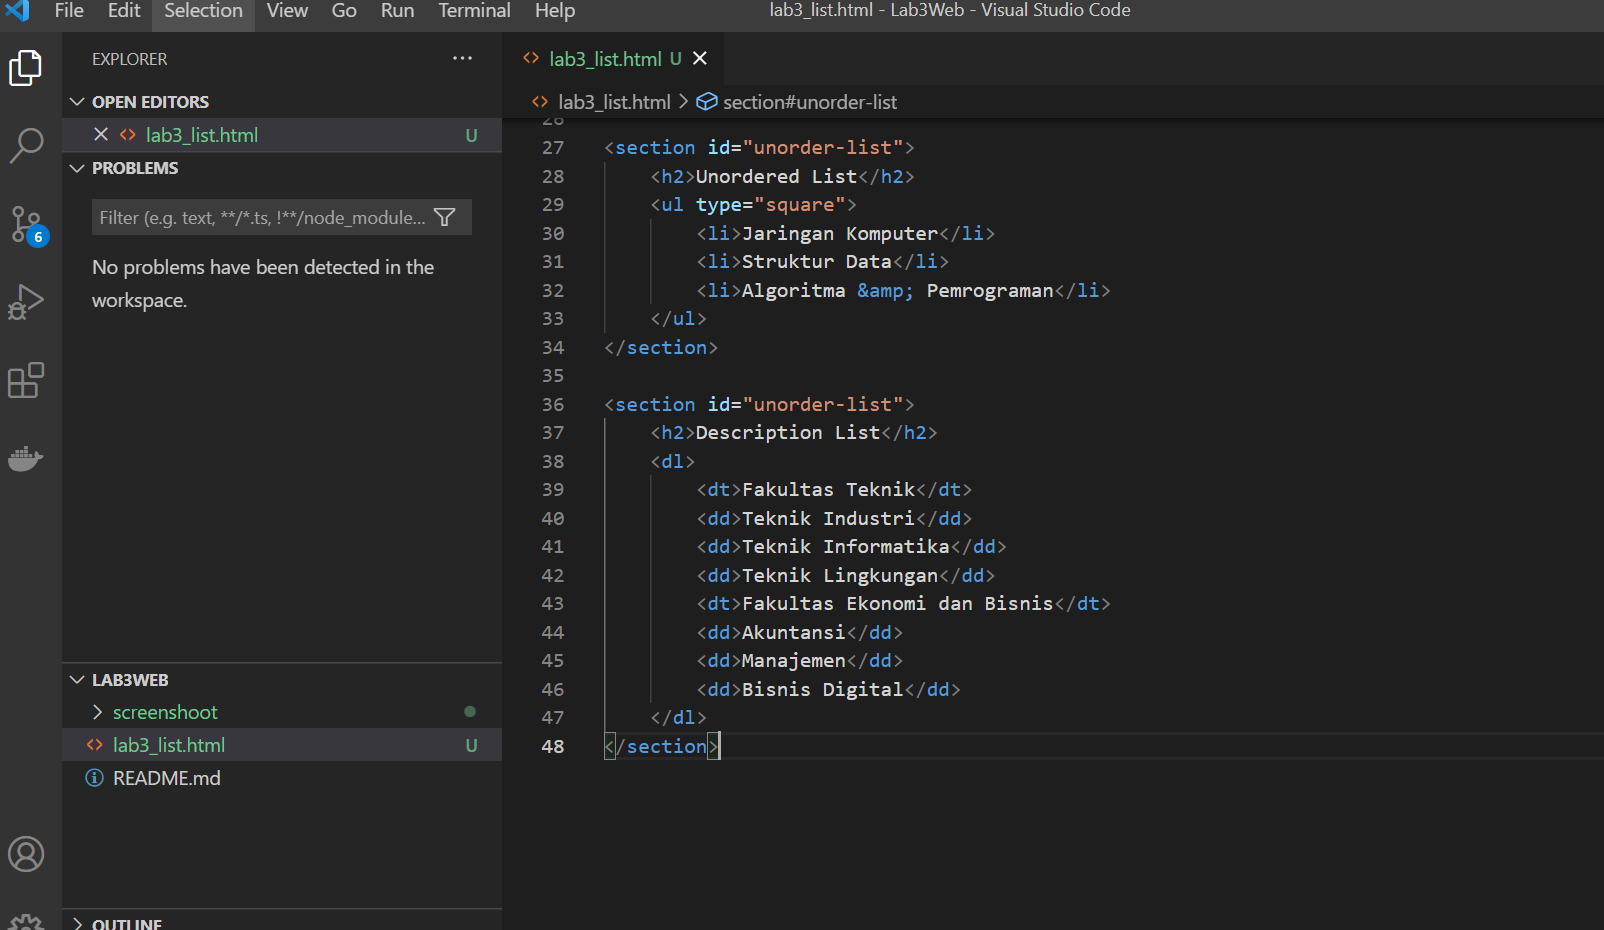 File Edit Selection View Go Run Terminal Help lab3_list.html - Lab3Web - Visual Studio Code
EXPLORER ...
OPEN EDITORS
lab3_list.html U
PROBLEMS
Filter (e.g. text, **/*.ts, !**/node_module...
No problems have been detected in the
workspace.
6
LAB3WEB
screenshoot
lab3_list.html U
README.md
OUTLINE
lab3_list.html U
lab3_list.html > section#unorder-list
26
27 <section id="unorder-list">
28 <h2>Unordered List</h2>
29 <ul type="square">
30 <li>Jaringan Komputer</li>
31 <li>Struktur Data</li>
32 <li>Algoritma &amp; Pemrograman</li>
33 </ul>
34 </section>
35
36 <section id="unorder-list">
37 <h2>Description List</h2>
38 <dl>
39 <dt>Fakultas Teknik</dt>
40 <dd>Teknik Industri</dd>
41 <dd>Teknik Informatika</dd>
42 <dd>Teknik Lingkungan</dd>
43 <dt>Fakultas Ekonomi dan Bisnis</dt>
44 <dd>Akuntansi</dd>
45 <dd>Manajemen</dd>
46 <dd>Bisnis Digital</dd>
47 </dl>
48 </section>